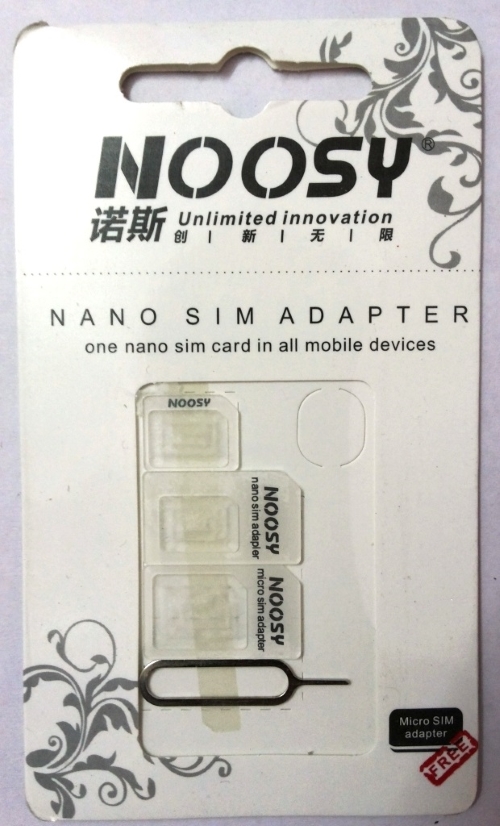 NOOSY®
诺斯 Unlimited innovation
创 | 新 | 无 | 限
NANO SIM ADAPTER
one nano sim card in all mobile devices
NOOSY
NOOSY
nano sim adapter
NOOSY
micro sim adapter
Micro SIM
adapter
FREE